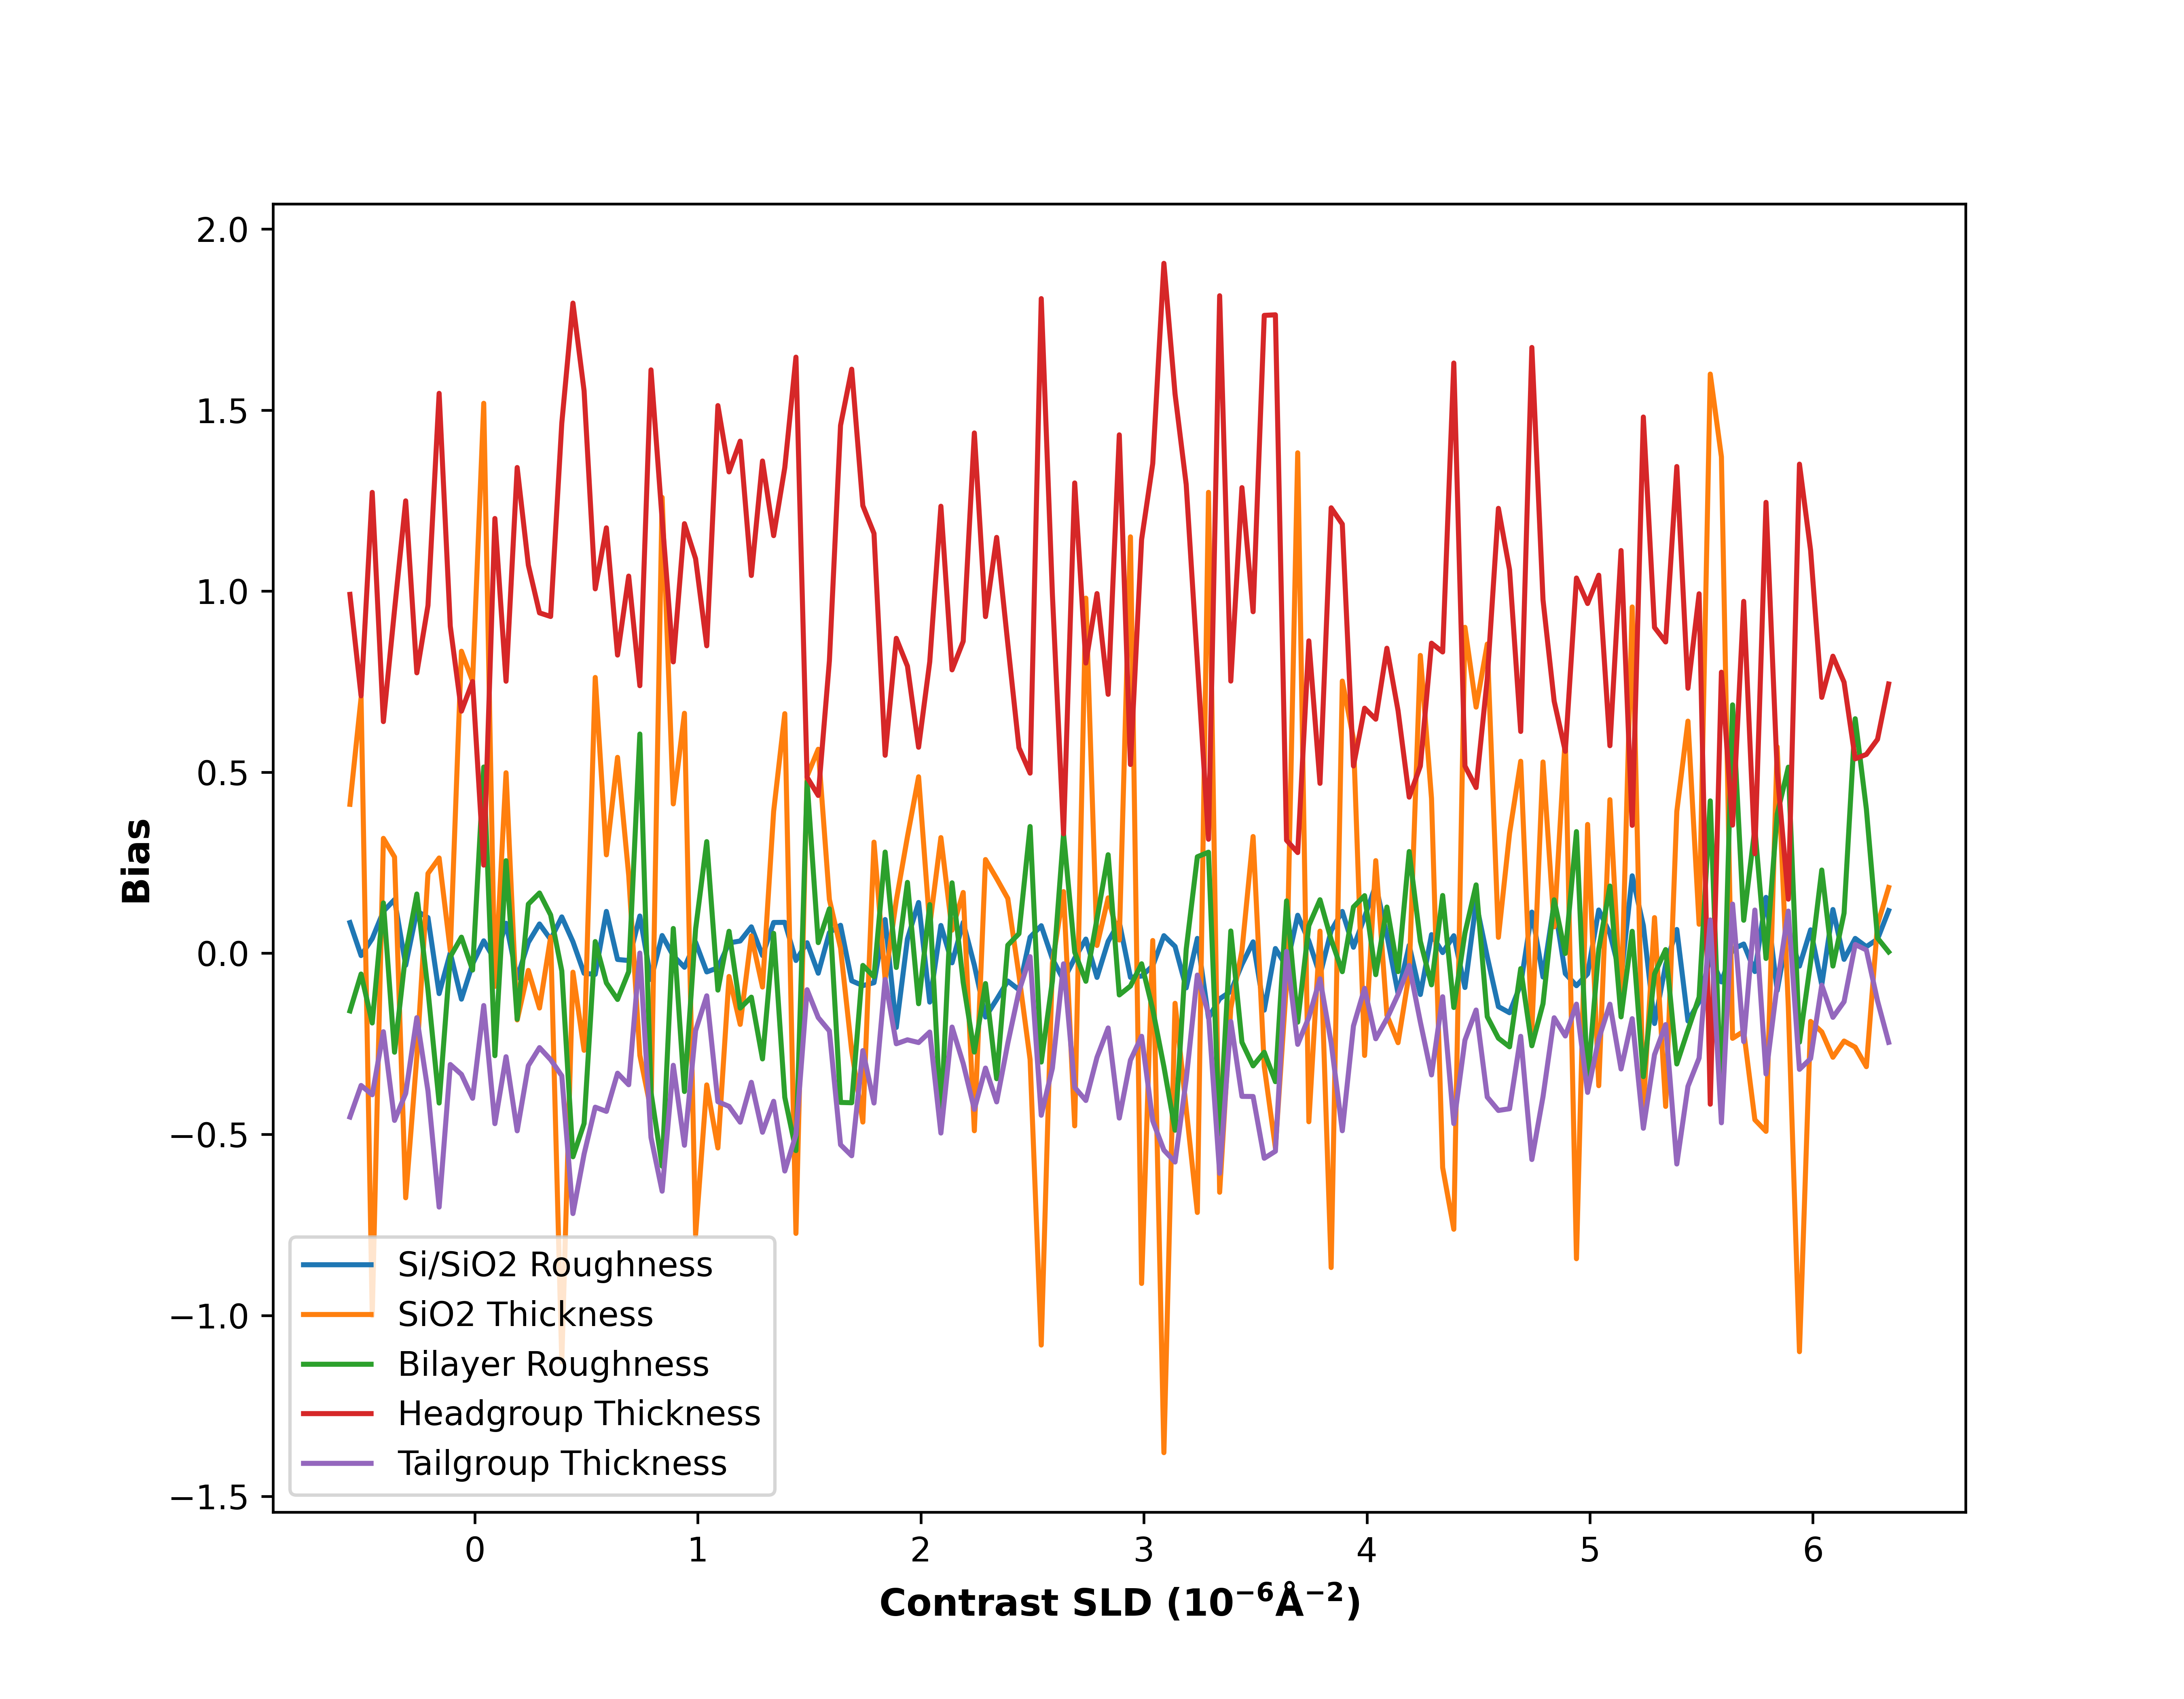 2.0
1.5
1.0
0.5
0.0
−0.5
−1.0
−1.5
Bias
Si/SiO2 Roughness
SiO2 Thickness
Bilayer Roughness
Headgroup Thickness
Tailgroup Thickness
0 1 2 3 4 5 6
Contrast SLD (10⁻⁶Å⁻²)